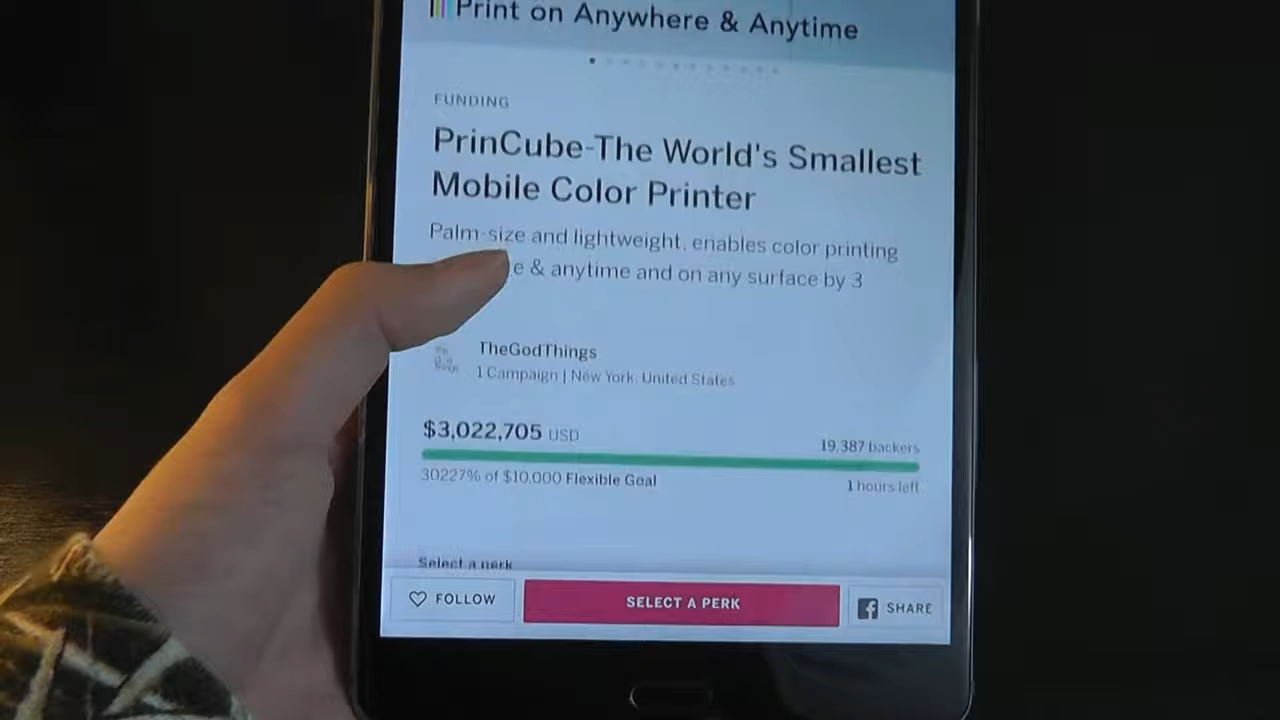 Print on Anywhere & Anytime
FUNDING
PrinCube-The World's Smallest
Mobile Color Printer
Palm-size and lightweight, enables color printing
e & anytime and on any surface by 3
TheGodThings
1 Campaign | New York, United States
$3,022,705 USD
19,387 backers
30227% of $10,000 Flexible Goal
1 hours left
Select a perk
FOLLOW
SELECT A PERK
SHARE